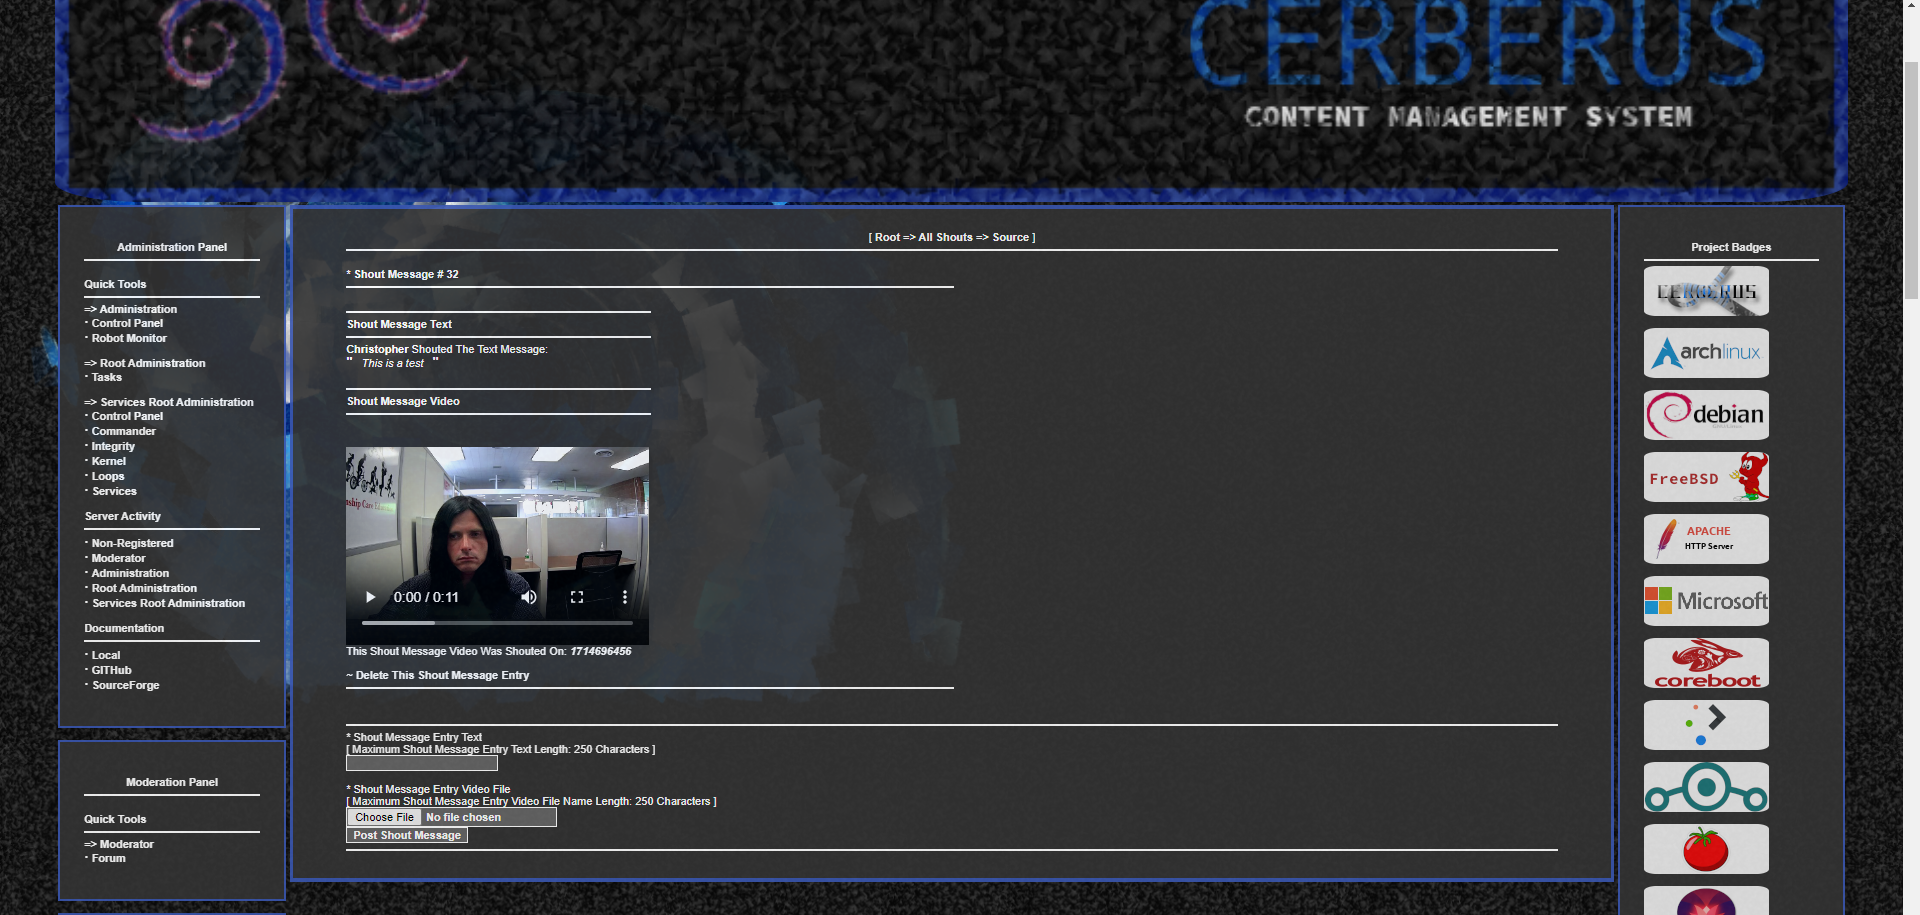 CERBERUS
CONTENT MANAGEMENT SYSTEM
Administration Panel
Quick Tools
=> Administration
· Control Panel
· Robot Monitor
=> Root Administration
· Tasks
=> Services Root Administration
· Control Panel
· Commander
· Integrity
· Kernel
· Loops
· Services
Server Activity
· Non-Registered
· Moderator
· Administration
· Root Administration
· Services Root Administration
Documentation
· Local
· GITHub
· SourceForge
Moderation Panel
Quick Tools
=> Moderator
· Forum
[ Root => All Shouts => Source ]
* Shout Message # 32
Shout Message Text
Christopher Shouted The Text Message:
" This is a test "
Shout Message Video
0:00 / 0:11
This Shout Message Video Was Shouted On: 1714696456
~ Delete This Shout Message Entry
* Shout Message Entry Text
[ Maximum Shout Message Entry Text Length: 250 Characters ]
* Shout Message Entry Video File
[ Maximum Shout Message Entry Video File Name Length: 250 Characters ]
Choose File No file chosen
Post Shout Message
Project Badges
CERBERUS
archlinux
debian
FreeBSD
APACHE
HTTP Server
Microsoft
coreboot